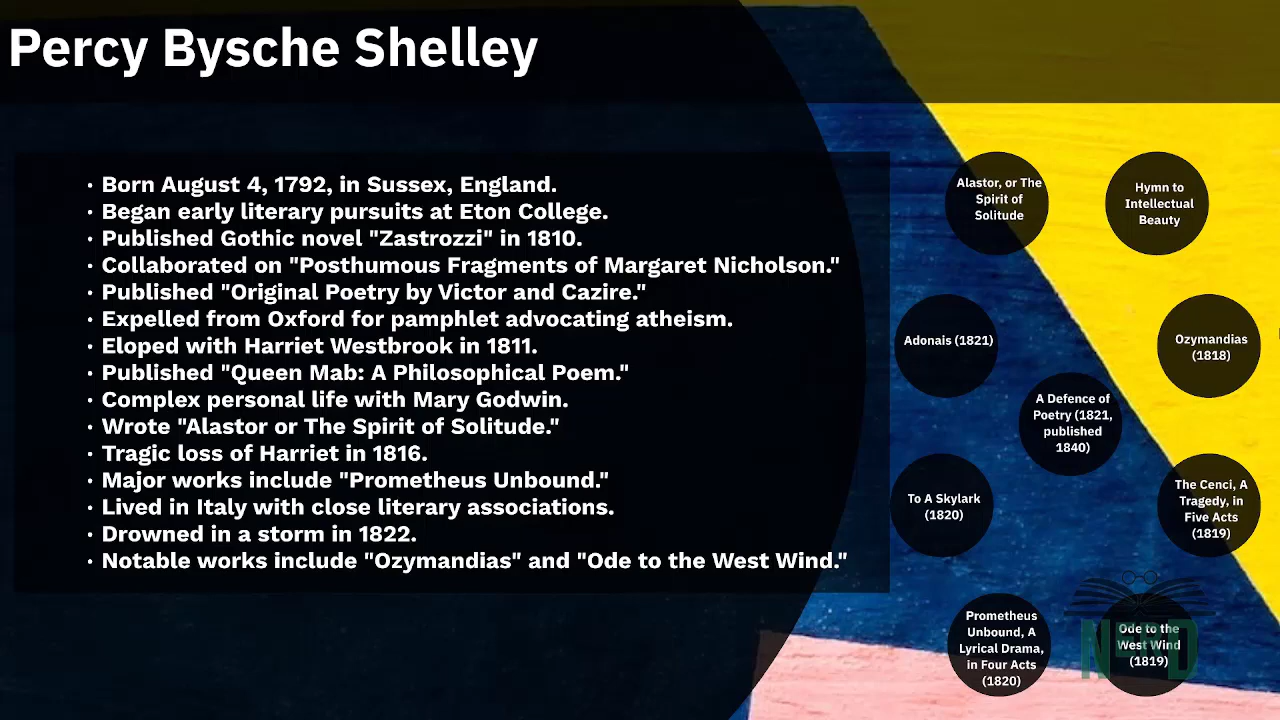 Percy Bysche Shelley
· Born August 4, 1792, in Sussex, England.
· Began early literary pursuits at Eton College.
· Published Gothic novel "Zastrozzi" in 1810.
· Collaborated on "Posthumous Fragments of Margaret Nicholson."
· Published "Original Poetry by Victor and Cazire."
· Expelled from Oxford for pamphlet advocating atheism.
· Eloped with Harriet Westbrook in 1811.
· Published "Queen Mab: A Philosophical Poem."
· Complex personal life with Mary Godwin.
· Wrote "Alastor or The Spirit of Solitude."
· Tragic loss of Harriet in 1816.
· Major works include "Prometheus Unbound."
· Lived in Italy with close literary associations.
· Drowned in a storm in 1822.
· Notable works include "Ozymandias" and "Ode to the West Wind."
Alastor, or The
Spirit of
Solitude
Hymn to
Intellectual
Beauty
Adonais (1821)
Ozymandias
(1818)
A Defence of
Poetry (1821,
published
1840)
To A Skylark
(1820)
The Cenci, A
Tragedy, in
Five Acts
(1819)
Prometheus
Unbound, A
Lyrical Drama,
in Four Acts
(1820)
Ode to the
West Wind
(1819)
NERD